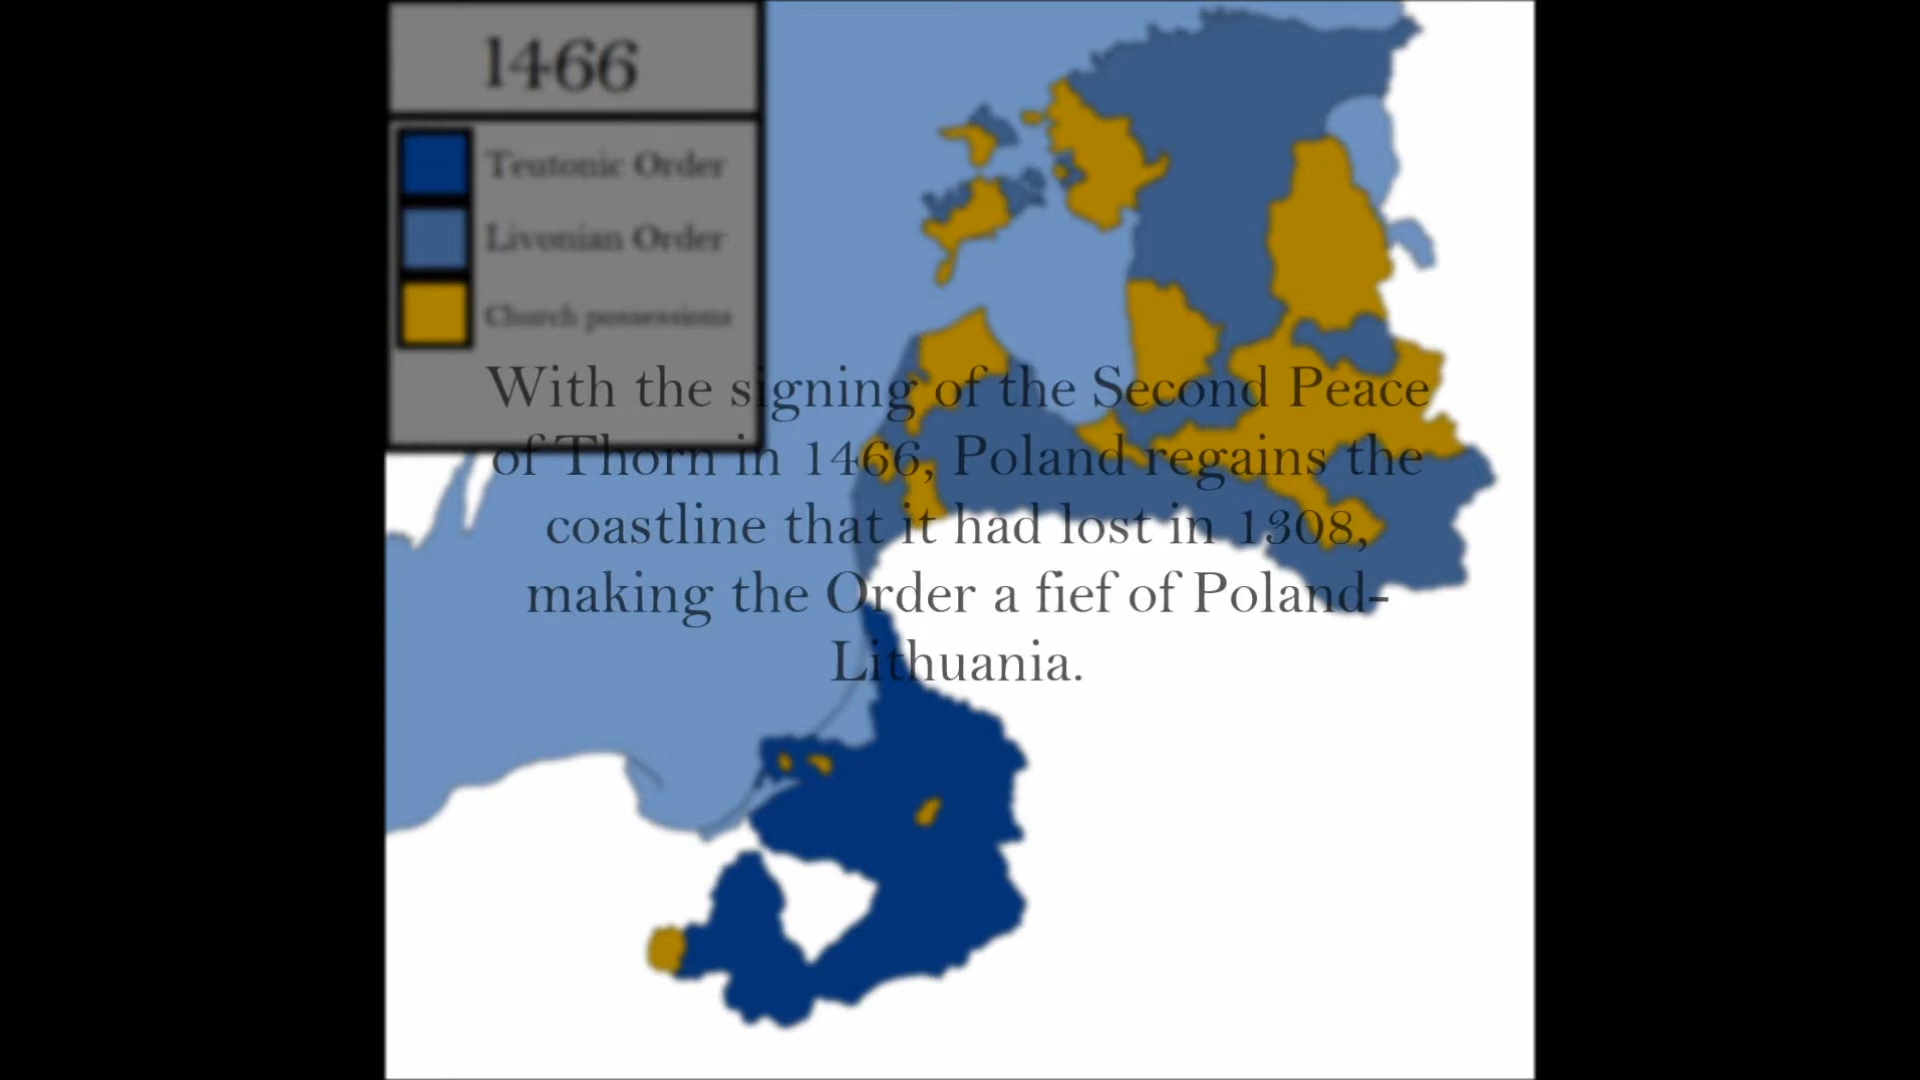 1466
Teutonic Order
Livonian Order
Church possessions
With the signing of the Second Peace
of Thorn in 1466, Poland regains the
coastline that it had lost in 1308,
making the Order a fief of Poland-
Lithuania.